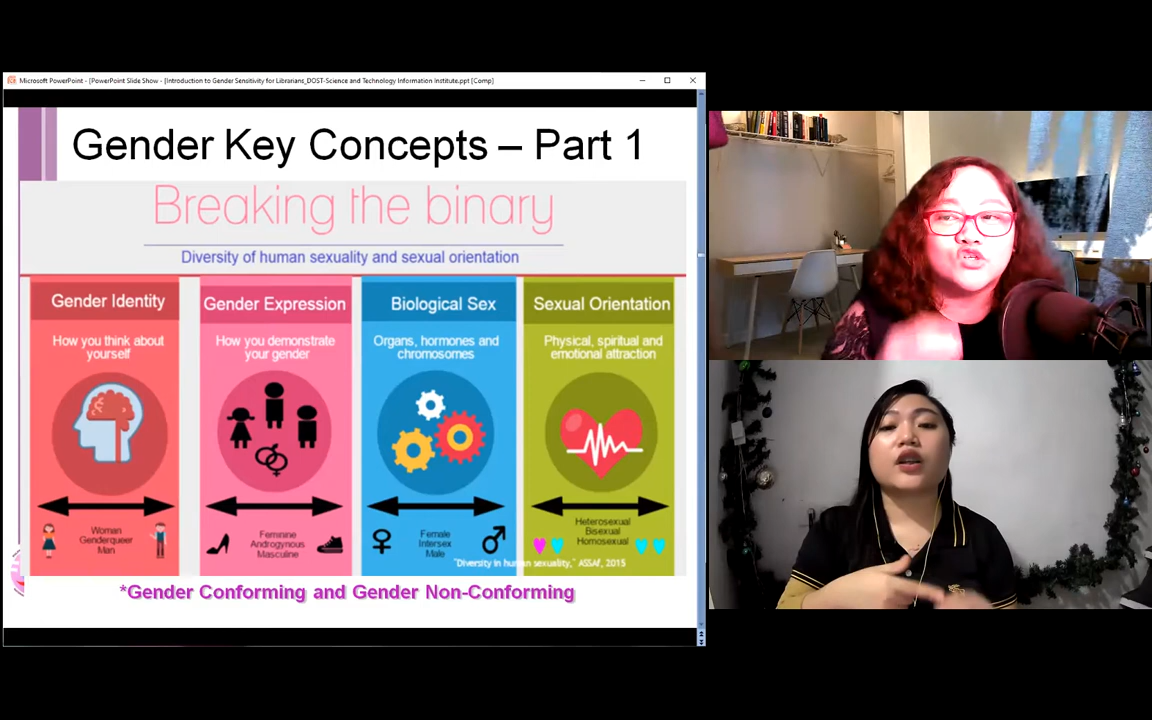 Microsoft PowerPoint - [PowerPoint Slide Show - [Introduction to Gender Sensitivity for Librarians_DOST-Science and Technology Information Institute.ppt [Comp]
Gender Key Concepts – Part 1
Breaking the binary
Diversity of human sexuality and sexual orientation
Gender Identity
How you think about
yourself
Woman
Genderqueer
Man
Gender Expression
How you demonstrate
your gender
Feminine
Androgynous
Masculine
Biological Sex
Organs, hormones and
chromosomes
Female
Intersex
Male
Sexual Orientation
Physical, spiritual and
emotional attraction
Heterosexual
Bisexual
Homosexual
"Diversity in human sexuality," ASSAf, 2015
*Gender Conforming and Gender Non-Conforming